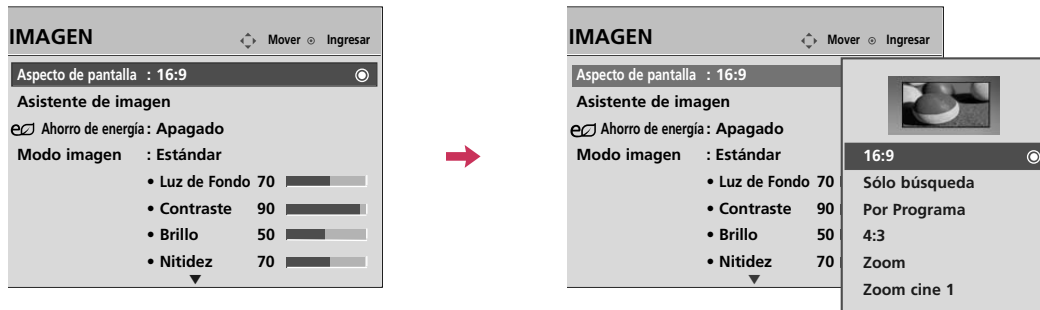 IMAGEN
Mover Ingresar
Aspecto de pantalla : 16:9
Asistente de imagen
Ahorro de energía : Apagado
Modo imagen : Estándar
• Luz de Fondo 70
• Contraste 90
• Brillo 50
• Nitidez 70
IMAGEN
Mover Ingresar
Aspecto de pantalla : 16:9
Asistente de imagen
Ahorro de energía : Apagado
Modo imagen : Estándar
• Luz de Fondo 70
• Contraste 90
• Brillo 50
• Nitidez 70
16:9
Sólo búsqueda
Por Programa
4:3
Zoom
Zoom cine 1